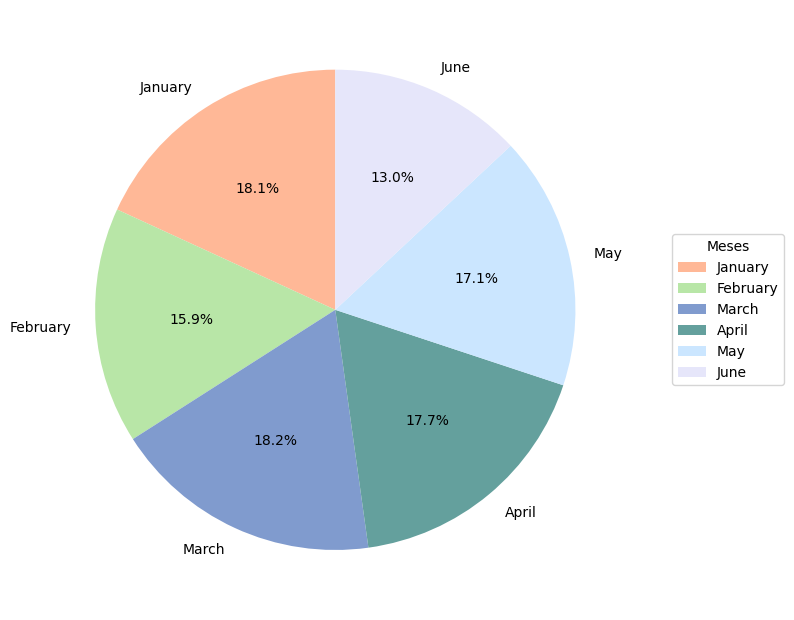 June
January
18.1%
13.0%
May
17.1%
February
15.9%
17.7%
18.2%
April
March
Meses
January
February
March
April
May
June